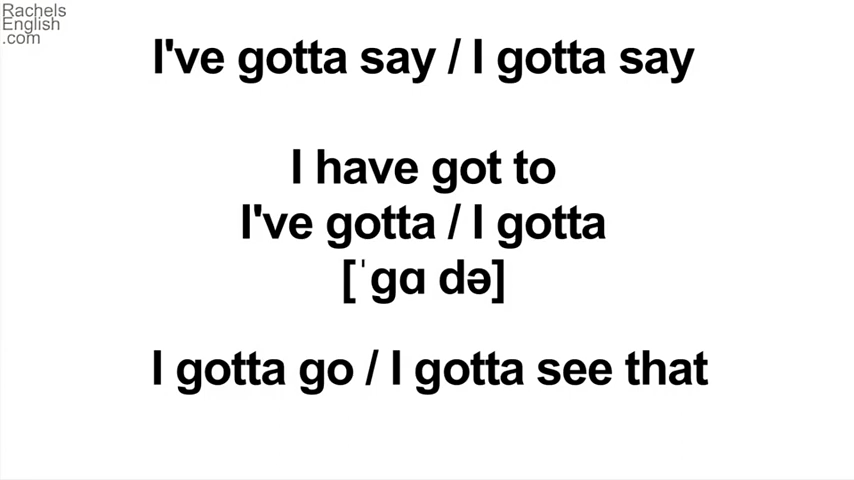 Rachels
English
.com
I've gotta say / I gotta say
I have got to
I've gotta / I gotta
[ˈgɑ də]
I gotta go / I gotta see that